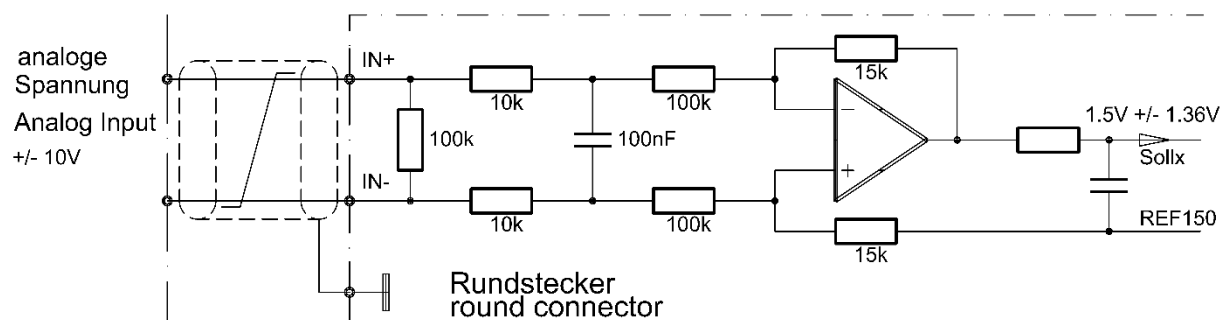 analoge
Spannung
Analog Input
+/- 10V
IN+
IN-
100k
10k
10k
100nF
100k
100k
15k
15k
−
+
1.5V +/- 1.36V
Sollx
REF150
Rundstecker
round connector